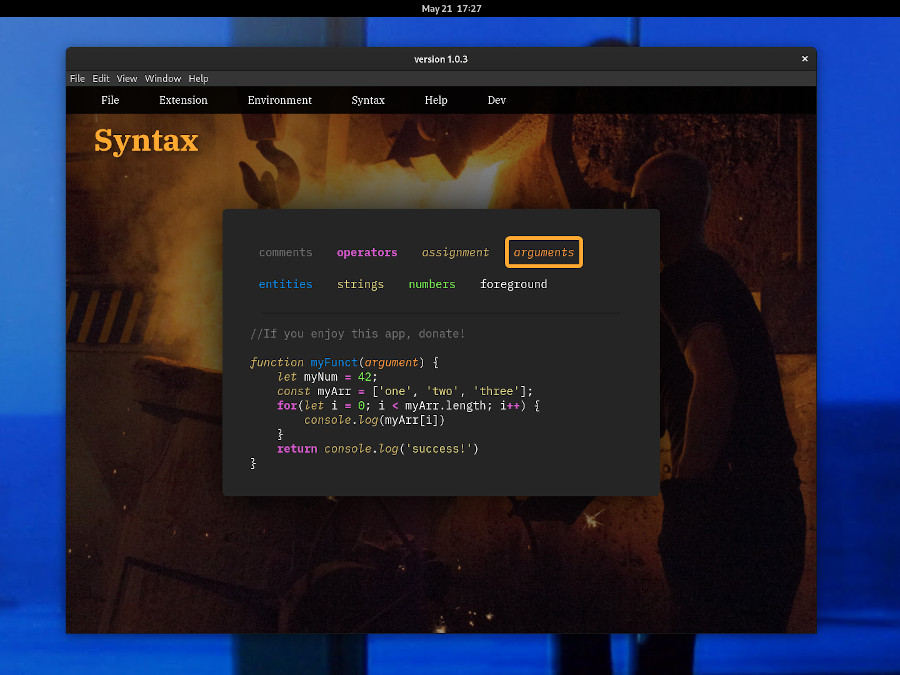 May 21 17:27
version 1.0.3 ×
File Edit View Window Help
File Extension Environment Syntax Help Dev
Syntax
comments operators assignment arguments
entities strings numbers foreground
//If you enjoy this app, donate!
function myFunct(argument) {
    let myNum = 42;
    const myArr = ['one', 'two', 'three'];
    for(let i = 0; i < myArr.length; i++) {
        console.log(myArr[i])
    }
    return console.log('success!')
}